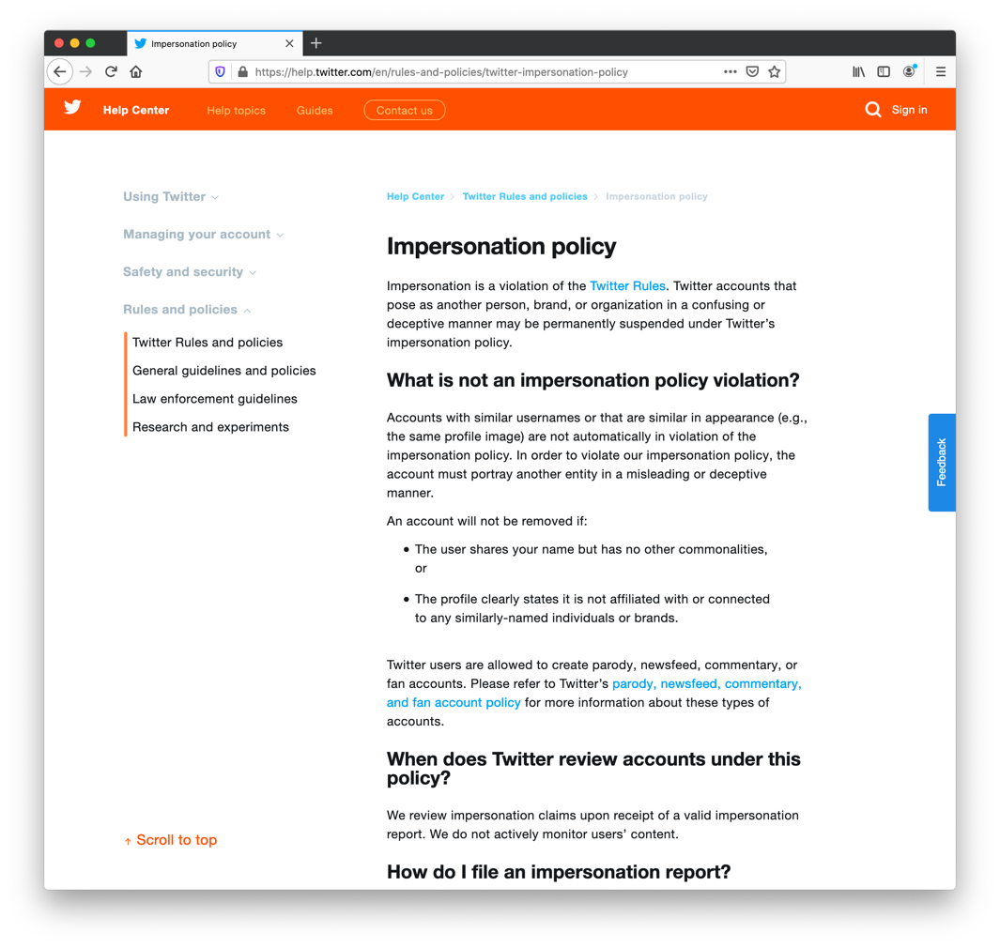 Impersonation policy
https://help.twitter.com/en/rules-and-policies/twitter-impersonation-policy
Help Center
Help topics
Guides
Contact us
Sign in
Using Twitter
Managing your account
Safety and security
Rules and policies
Twitter Rules and policies
General guidelines and policies
Law enforcement guidelines
Research and experiments
Scroll to top
Help Center
Twitter Rules and policies
Impersonation policy
Impersonation policy
Impersonation is a violation of the Twitter Rules. Twitter accounts that
pose as another person, brand, or organization in a confusing or
deceptive manner may be permanently suspended under Twitter’s
impersonation policy.
What is not an impersonation policy violation?
Accounts with similar usernames or that are similar in appearance (e.g.,
the same profile image) are not automatically in violation of the
impersonation policy. In order to violate our impersonation policy, the
account must portray another entity in a misleading or deceptive
manner.
An account will not be removed if:
• The user shares your name but has no other commonalities,
or
• The profile clearly states it is not affiliated with or connected
to any similarly-named individuals or brands.
Twitter users are allowed to create parody, newsfeed, commentary, or
fan accounts. Please refer to Twitter’s parody, newsfeed, commentary,
and fan account policy for more information about these types of
accounts.
When does Twitter review accounts under this
policy?
We review impersonation claims upon receipt of a valid impersonation
report. We do not actively monitor users’ content.
How do I file an impersonation report?
Feedback